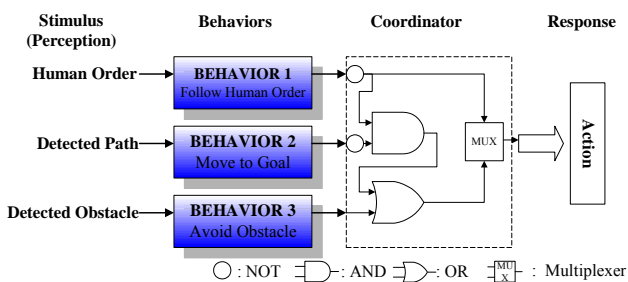 Stimulus
(Perception)
Behaviors
Coordinator
Response
Human Order
BEHAVIOR 1
Follow Human Order
Detected Path
BEHAVIOR 2
Move to Goal
MUX
Action
Detected Obstacle
BEHAVIOR 3
Avoid Obstacle
: NOT
: AND
: OR
MU
X
: Multiplexer